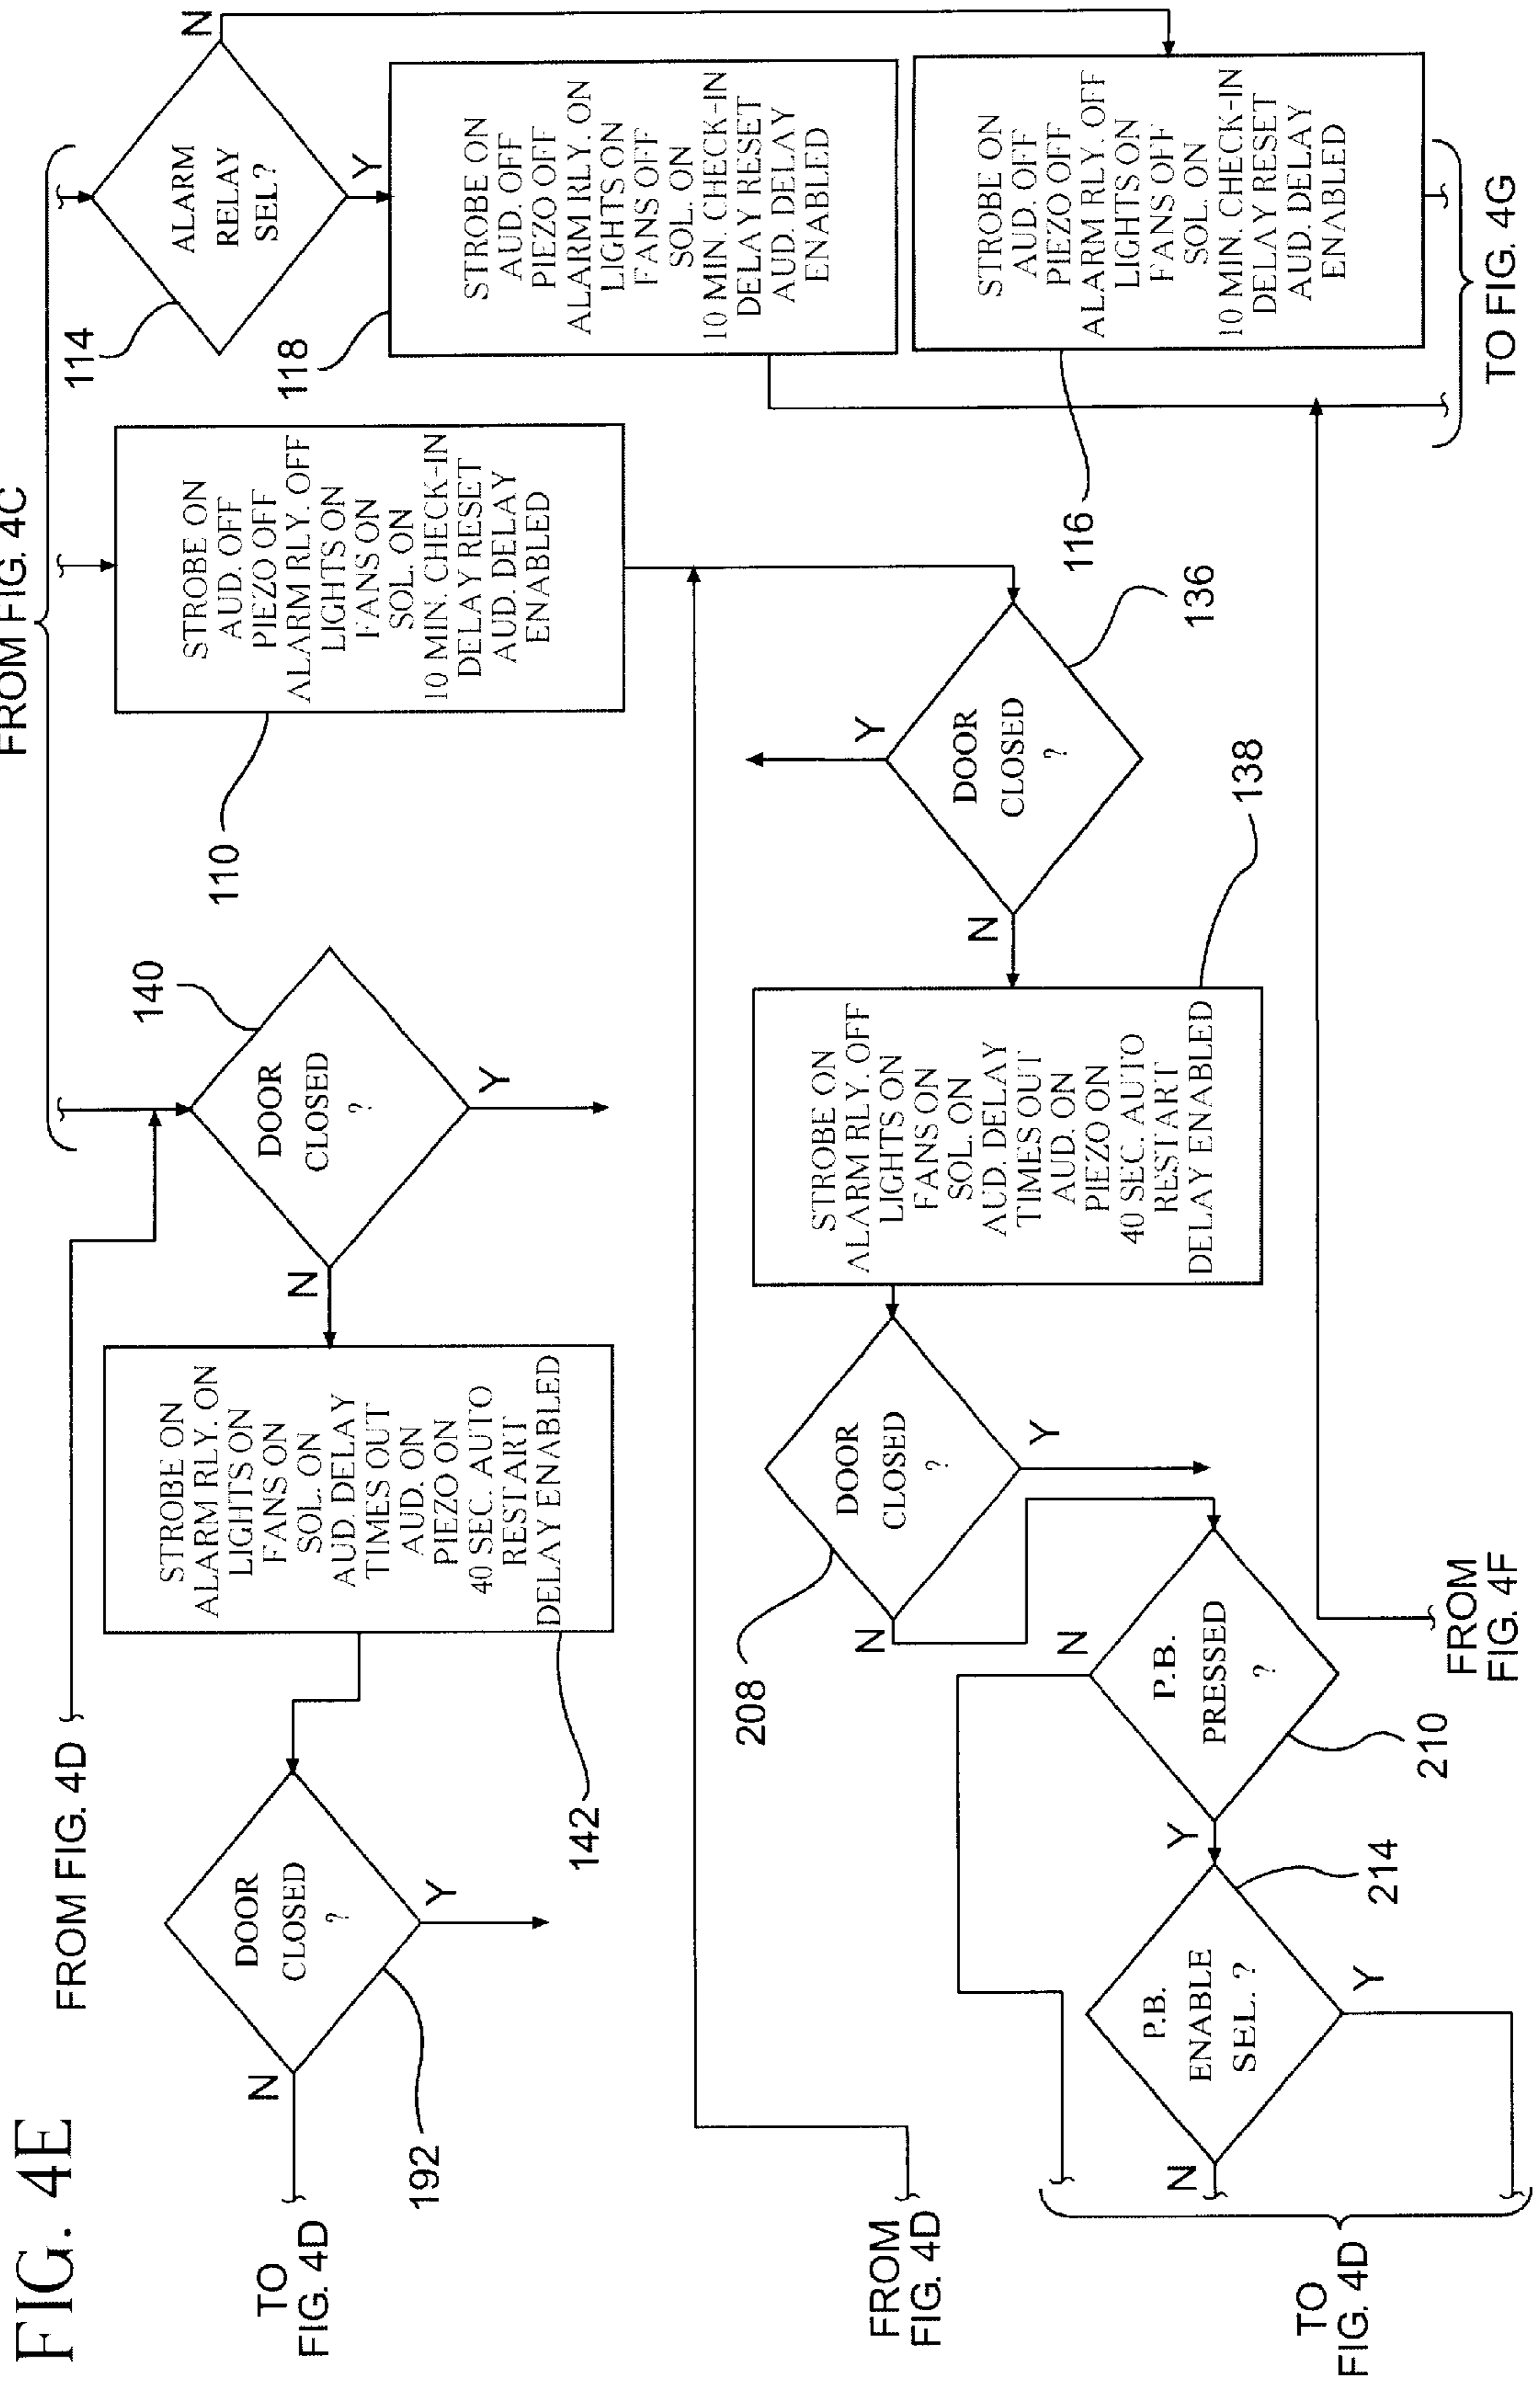 FIG. 4E
FROM FIG. 4D
FROM FIG. 4C
TO
FIG. 4D
N
192
DOOR
CLOSED
?
Y
142
STROBE ON
ALARM RLY. ON
LIGHTS ON
FANS ON
SOL. ON
AUD. DELAY
TIMES OUT
AUD. ON
PIEZO ON
40 SEC. AUTO
RESTART
DELAY ENABLED
N
140
DOOR
CLOSED
?
Y
110
STROBE ON
AUD. OFF
PIEZO OFF
ALARM RLY. OFF
LIGHTS ON
FANS ON
SOL. ON
10 MIN. CHECK-IN
DELAY RESET
AUD. DELAY
ENABLED
114
ALARM
RELAY
SEL?
N
Y
118
STROBE ON
AUD. OFF
PIEZO OFF
ALARM RLY. ON
LIGHTS ON
FANS OFF
SOL. ON
10 MIN. CHECK-IN
DELAY RESET
AUD. DELAY
ENABLED
FROM
FIG. 4D
208
DOOR
CLOSED
?
N
Y
STROBE ON
ALARM RLY. OFF
LIGHTS ON
FANS ON
SOL. ON
AUD. DELAY
TIMES OUT
AUD. ON
PIEZO ON
40 SEC. AUTO
RESTART
DELAY ENABLED
138
N
DOOR
CLOSED
?
Y
136
116
STROBE ON
AUD. OFF
PIEZO OFF
ALARM RLY. OFF
LIGHTS ON
FANS OFF
SOL. ON
10 MIN. CHECK-IN
DELAY RESET
AUD. DELAY
ENABLED
TO
FIG. 4D
N
P.B.
ENABLE
SEL. ?
Y
214
Y
P.B.
PRESSED
?
N
210
FROM
FIG. 4F
TO FIG. 4G